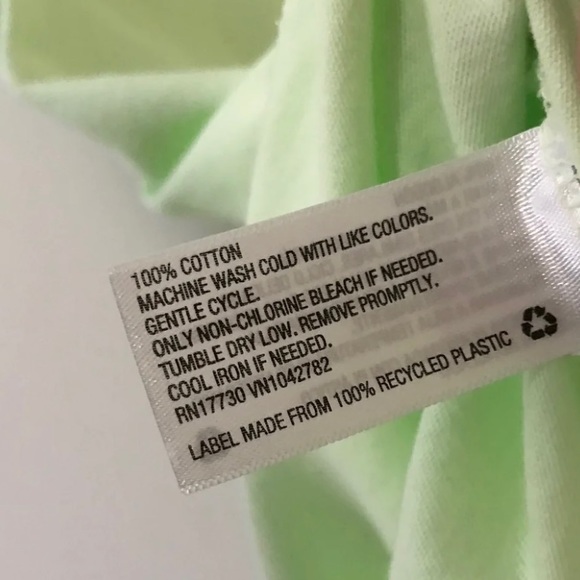 100% COTTON
MACHINE WASH COLD WITH LIKE COLORS.
GENTLE CYCLE.
ONLY NON-CHLORINE BLEACH IF NEEDED.
TUMBLE DRY LOW. REMOVE PROMPTLY.
COOL IRON IF NEEDED.
RN17730 VN1042782
LABEL MADE FROM 100% RECYCLED PLASTIC